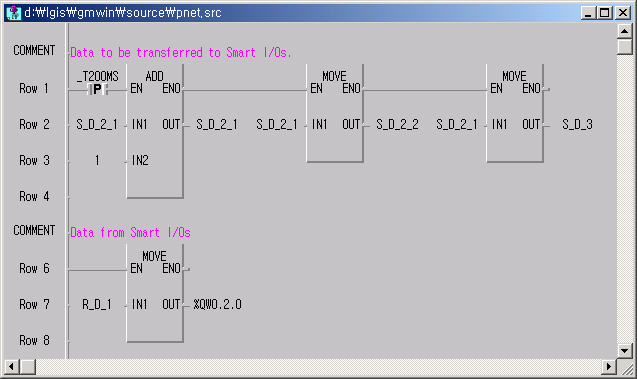 d:￦lgis￦gmwin￦source￦pnet,src
COMMENT Data to be transferred to Smart I/Os.
_T200MS ADD MOVE MOVE
Row 1 P EN ENO EN ENO EN ENO
Row 2 S_D_2_1 IN1 OUT S_D_2_1 S_D_2_1 IN1 OUT S_D_2_2 S_D_2_1 IN1 OUT S_D_3
Row 3 1 IN2
Row 4
COMMENT Data from Smart I/Os
MOVE
Row 6 EN ENO
Row 7 R_D_1 IN1 OUT %QW0.2.0
Row 8